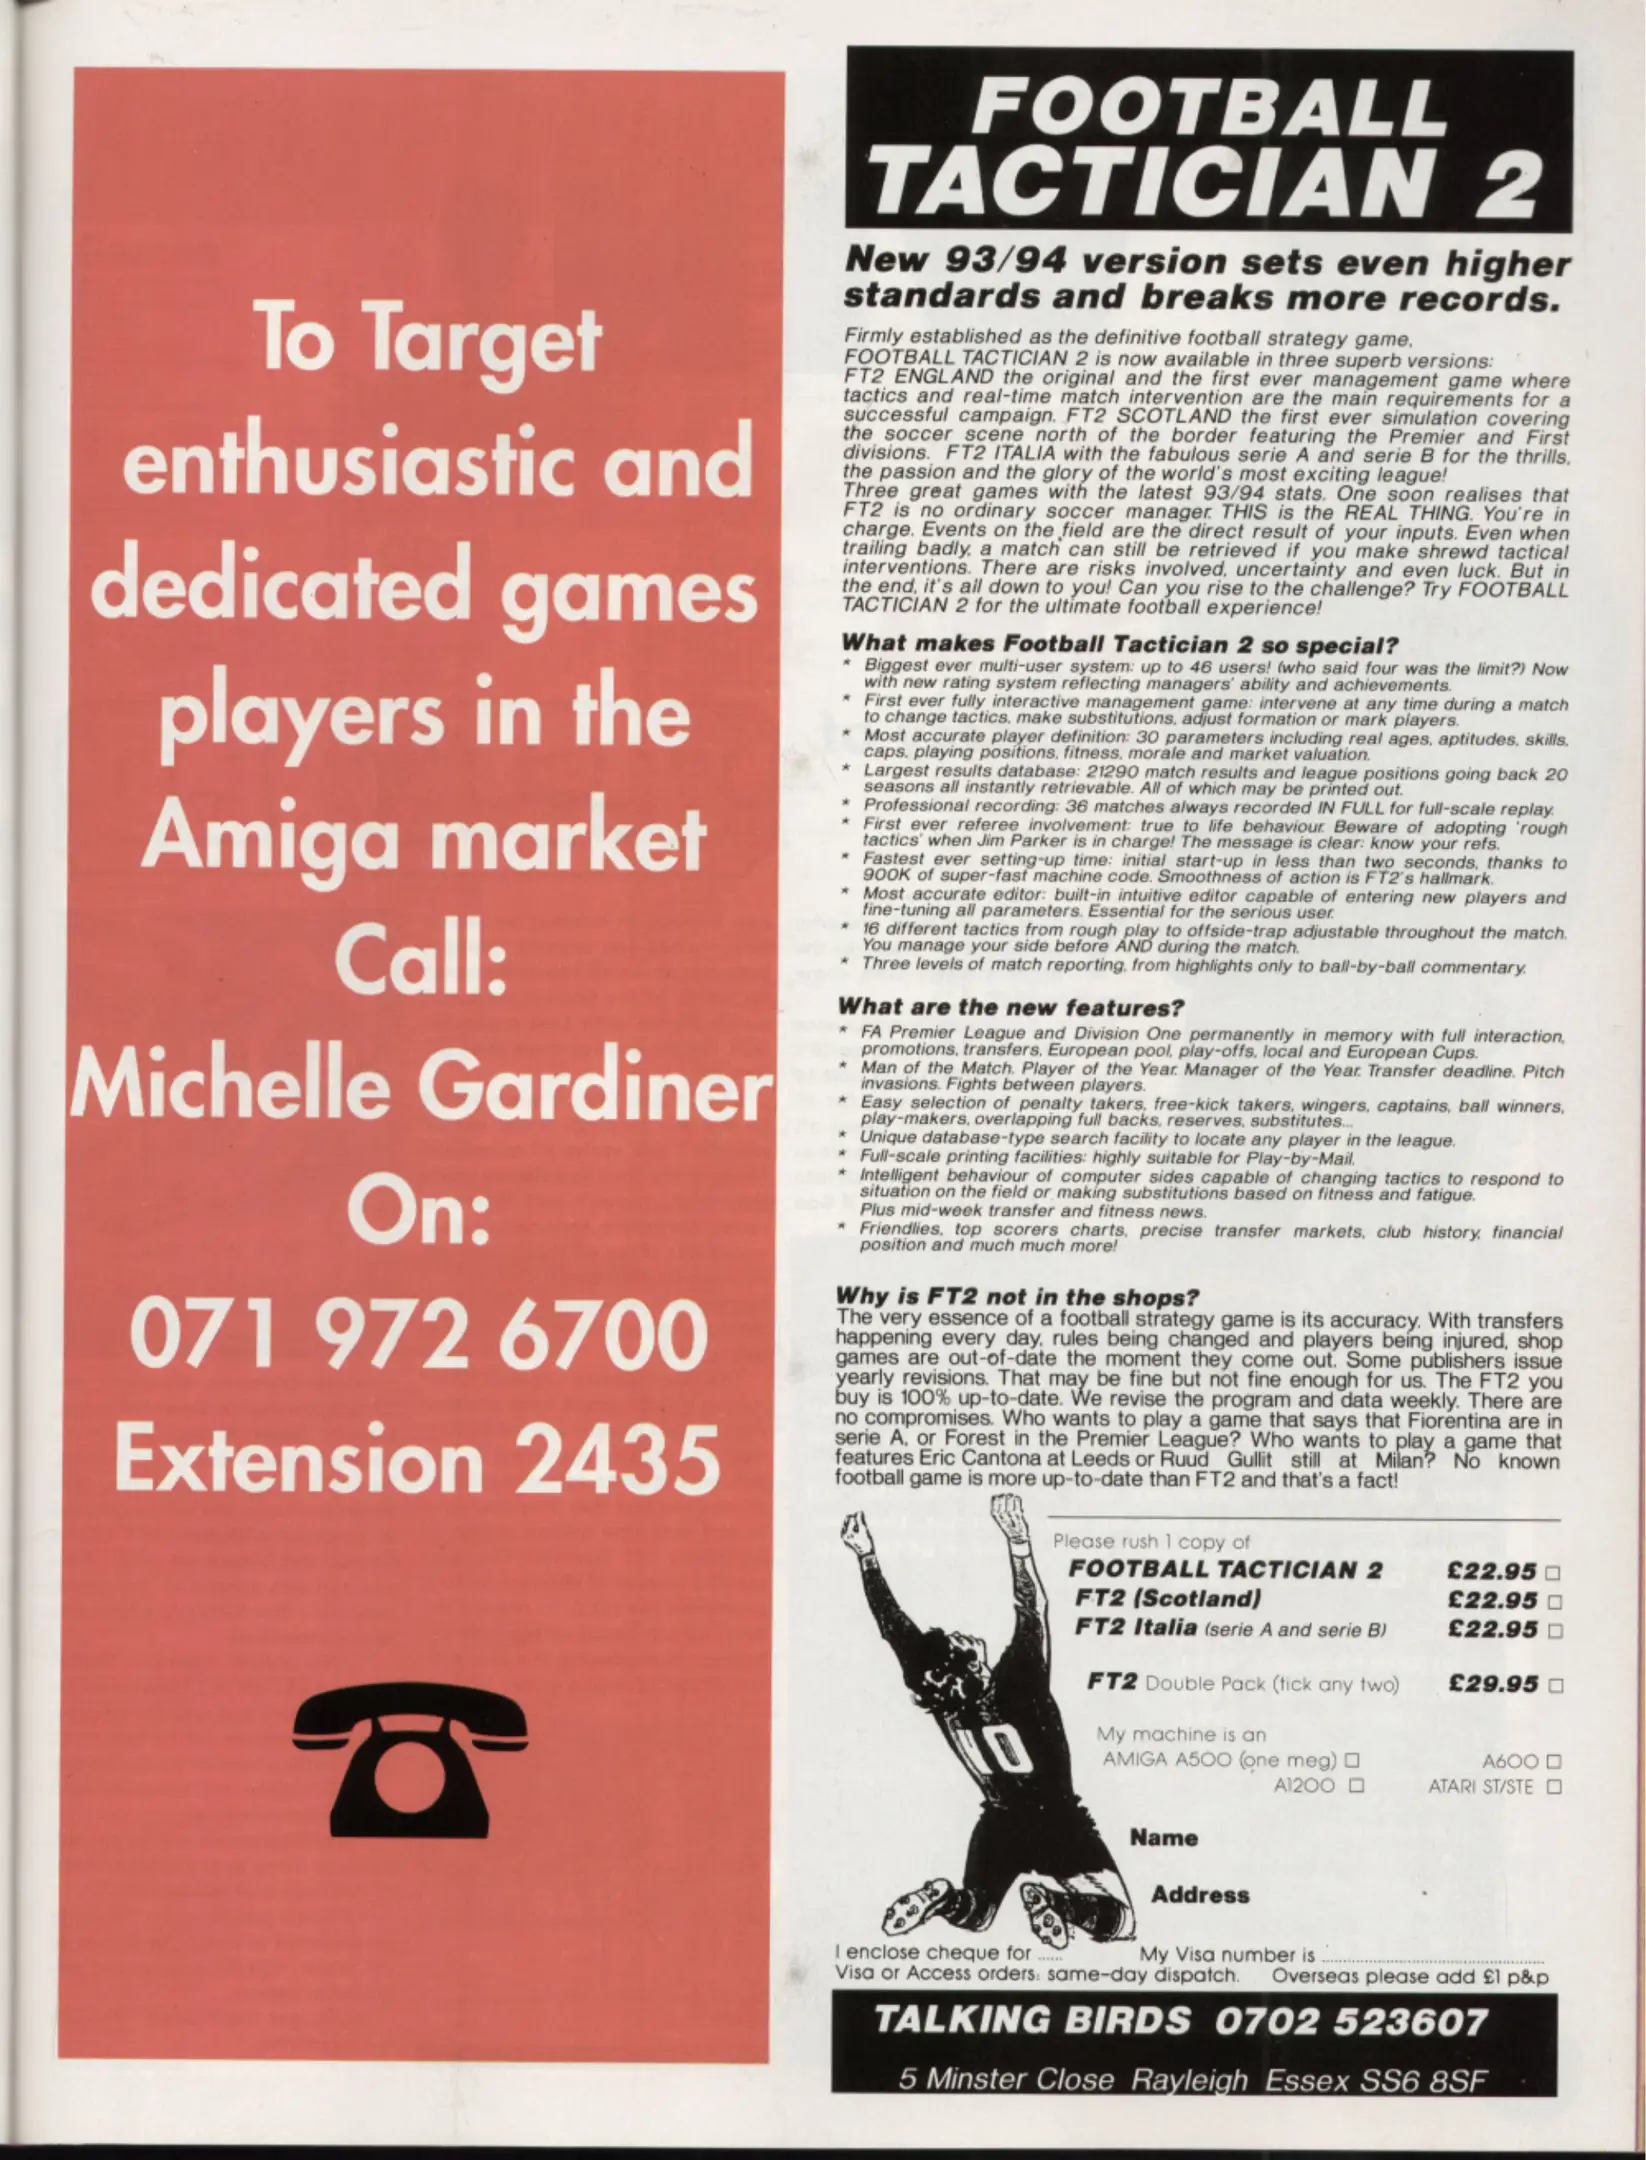 To Target
enthusiastic and
dedicated games
players in the
Amiga market
Call:
Michelle Gardiner
On:
071 972 6700
Extension 2435
FOOTBALL
TACTICIAN 2
New 93/94 version sets even higher
standards and breaks more records.
Firmly established as the definitive football strategy game,
FOOTBALL TACTICIAN 2 is now available in three superb versions:
FT2 ENGLAND the original and the first ever management game where
tactics and real-time match intervention are the main requirements for a
successful campaign. FT2 SCOTLAND the first ever simulation covering
the soccer scene north of the border featuring the Premier and First
divisions. FT2 ITALIA with the fabulous serie A and serie B for the thrills,
the passion and the glory of the world's most exciting league!
Three great games with the latest 93/94 stats. One soon realises that
FT2 is no ordinary soccer manager. THIS is the REAL THING. You're in
charge. Events on the field are the direct result of your inputs. Even when
trailing badly, a match can still be retrieved if you make shrewd tactical
interventions. There are risks involved, uncertainty and even luck. But in
the end, it's all down to you! Can you rise to the challenge? Try FOOTBALL
TACTICIAN 2 for the ultimate football experience!
What makes Football Tactician 2 so special?
* Biggest ever multi-user system: up to 46 users! (who said four was the limit?) Now
with new rating system reflecting managers' ability and achievements.
* First ever fully interactive management game: intervene at any time during a match
to change tactics, make substitutions, adjust formation or mark players.
* Most accurate player definition: 30 parameters including real ages, aptitudes, skills,
caps, playing positions, fitness, morale and market valuation.
* Largest results database: 21290 match results and league positions going back 20
seasons all instantly retrievable. All of which may be printed out.
* Professional recording: 36 matches always recorded IN FULL for full-scale replay.
* First ever referee involvement: true to life behaviour. Beware of adopting 'rough
tactics' when Jim Parker is in charge! The message is clear: know your refs.
* Fastest ever setting-up time: initial start-up in less than two seconds, thanks to
900K of super-fast machine code. Smoothness of action is FT2's hallmark.
* Most accurate editor: built-in intuitive editor capable of entering new players and
fine-tuning all parameters. Essential for the serious user.
* 16 different tactics from rough play to offside-trap adjustable throughout the match.
You manage your side before AND during the match.
* Three levels of match reporting, from highlights only to ball-by-ball commentary.
What are the new features?
* FA Premier League and Division One permanently in memory with full interaction,
promotions, transfers, European pool, play-offs, local and European Cups.
* Man of the Match. Player of the Year. Manager of the Year. Transfer deadline. Pitch
invasions. Fights between players.
* Easy selection of penalty takers, free-kick takers, wingers, captains, ball winners,
play-makers, overlapping full backs, reserves, substitutes...
* Unique database-type search facility to locate any player in the league.
* Full-scale printing facilities: highly suitable for Play-by-Mail.
* Intelligent behaviour of computer sides capable of changing tactics to respond to
situation on the field or making substitutions based on fitness and fatigue.
Plus mid-week transfer and fitness news.
* Friendlies, top scorers charts, precise transfer markets, club history, financial
position and much much more!
Why is FT2 not in the shops?
The very essence of a football strategy game is its accuracy. With transfers
happening every day, rules being changed and players being injured, shop
games are out-of-date the moment they come out. Some publishers issue
yearly revisions. That may be fine but not fine enough for us. The FT2 you
buy is 100% up-to-date. We revise the program and data weekly. There are
no compromises. Who wants to play a game that says that Fiorentina are in
serie A, or Forest in the Premier League? Who wants to play a game that
features Eric Cantona at Leeds or Ruud Gullit still at Milan? No known
football game is more up-to-date than FT2 and that's a fact!
Please rush 1 copy of
FOOTBALL TACTICIAN 2 £22.95 □
FT2 (Scotland) £22.95 □
FT2 Italia (serie A and serie B) £22.95 □
FT2 Double Pack (tick any two) £29.95 □
My machine is an
AMIGA A500 (one meg) □ A600 □
A1200 □ ATARI ST/STE □
10
Name
Address
I enclose cheque for ...... My Visa number is ......
Visa or Access orders: same-day dispatch. Overseas please add £1 p&p
TALKING BIRDS 0702 523607
5 Minster Close Rayleigh Essex SS6 8SF